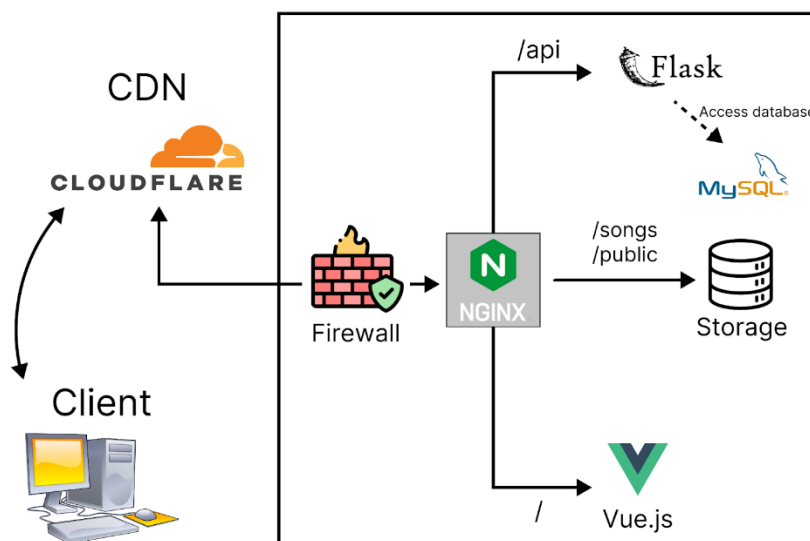 CDN
CLOUDFLARE
Client
Firewall
N
NGINX
/api
Flask
Access database
MySQL®
/songs
/public
Storage
/
Vue.js